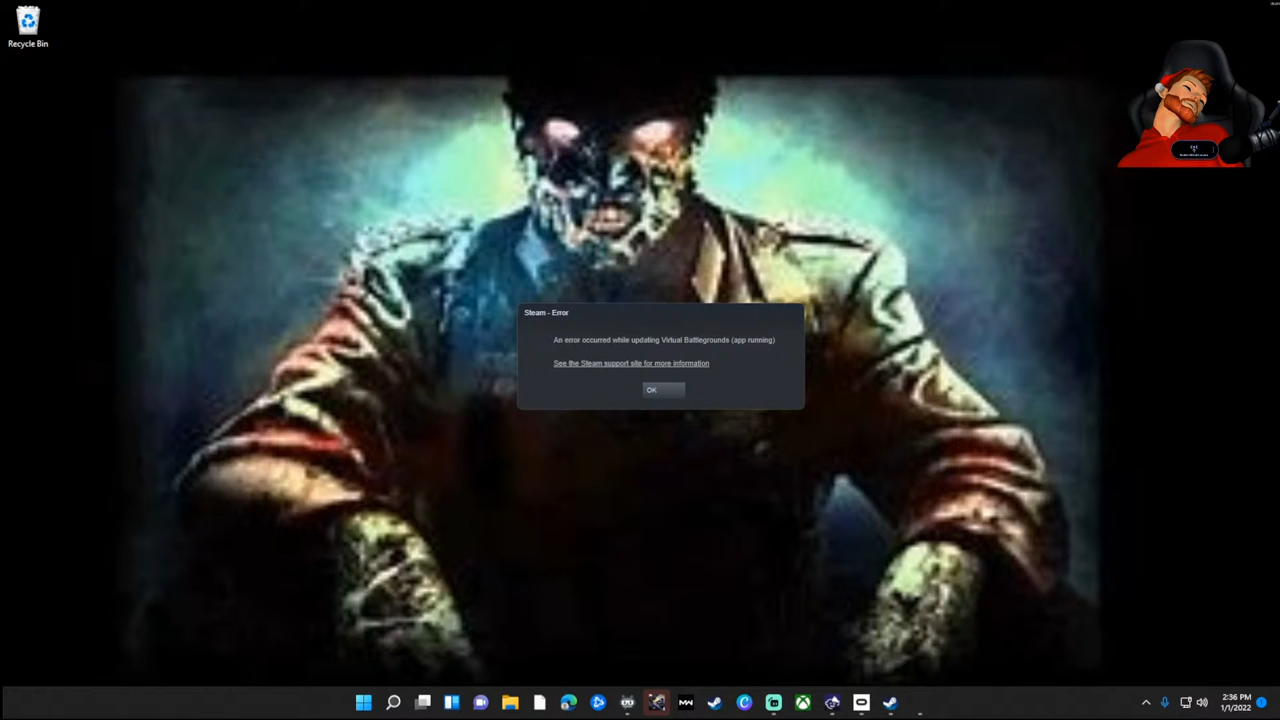 Recycle Bin
Steam - Error
An error occurred while updating Virtual Battlegrounds (app running)
See the Steam support site for more information
OK
MW
2:36 PM
1/1/2022